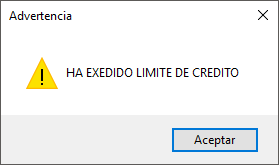 Advertencia
HA EXEDIDO LIMITE DE CREDITO
Aceptar